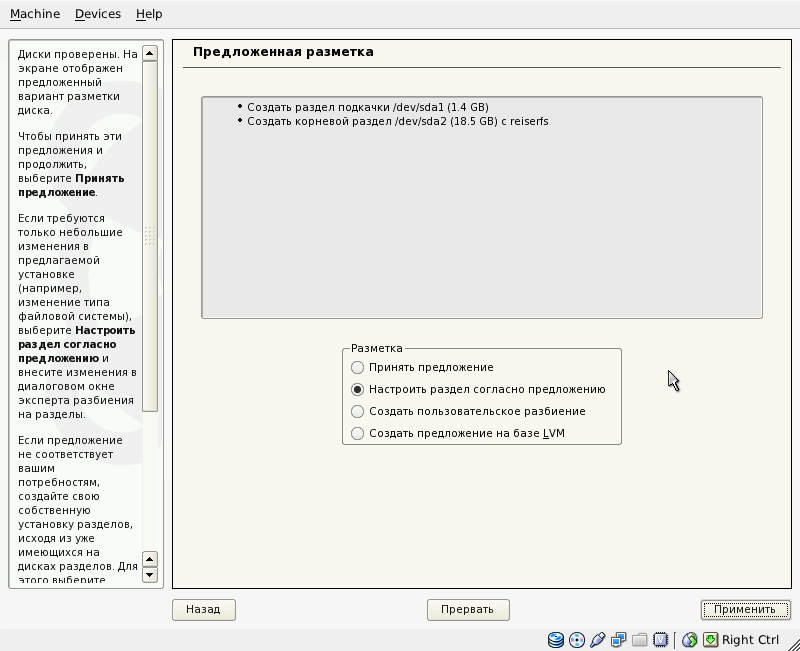 Machine Devices Help
Диски проверены. На
экране отображен
предложенный
вариант разметки
диска.
Чтобы принять эти
предложения и
продолжить,
выберите Принять
предложение.
Если требуются
только небольшие
изменения в
предлагаемой
установке
(например,
изменение типа
файловой системы),
выберите Настроить
раздел согласно
предложению и
внесите изменения в
диалоговом окне
эксперта разбиения
на разделы.
Если предложение
не соответствует
вашим
потребностям,
создайте свою
собственную
установку разделов,
исходя из уже
имеющихся на
дисках разделов. Для
этого выберите
Предложенная разметка
• Создать раздел подкачки /dev/sda1 (1.4 GB)
• Создать корневой раздел /dev/sda2 (18.5 GB) с reiserfs
Разметка
Принять предложение
Настроить раздел согласно предложению
Создать пользовательское разбиение
Создать предложение на базе LVM
Назад
Прервать
Применить
Right Ctrl